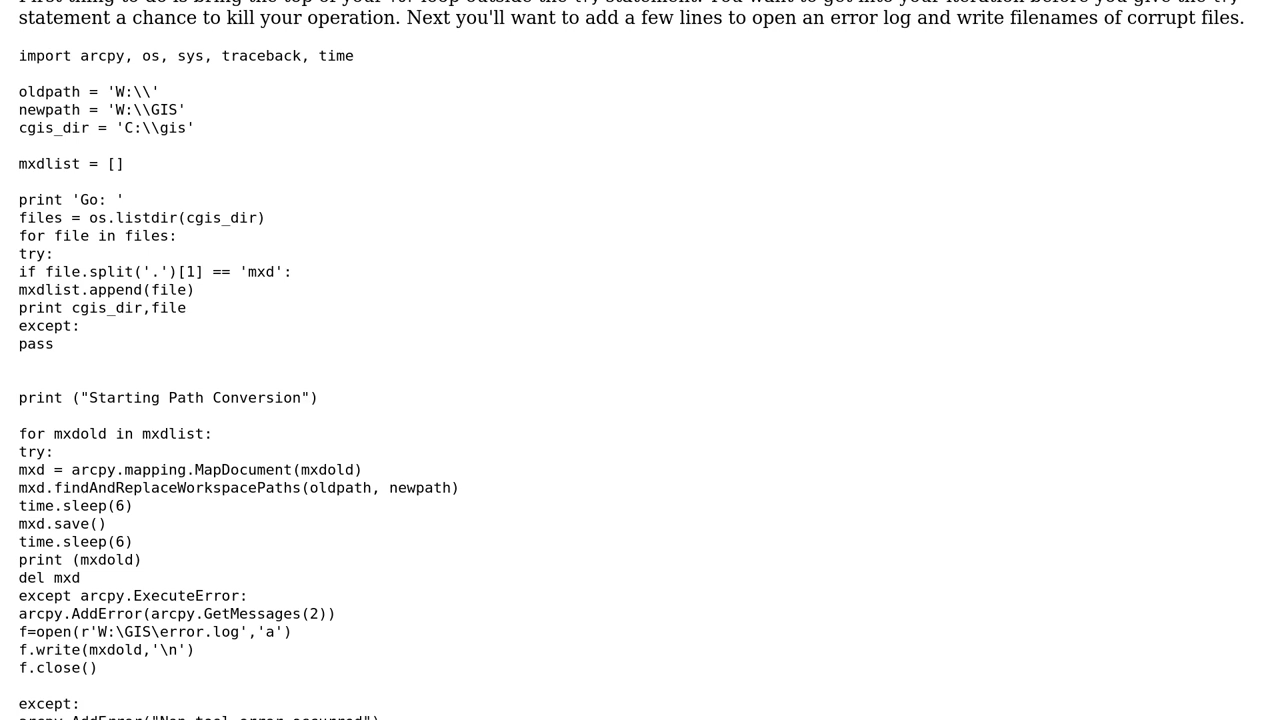 statement a chance to kill your operation. Next you'll want to add a few lines to open an error log and write filenames of corrupt files.
import arcpy, os, sys, traceback, time
oldpath = 'W:\\'
newpath = 'W:\\GIS'
cgis_dir = 'C:\\gis'
mxdlist = []
print 'Go: '
files = os.listdir(cgis_dir)
for file in files:
try:
if file.split('.')[1] == 'mxd':
mxdlist.append(file)
print cgis_dir,file
except:
pass
print ("Starting Path Conversion")
for mxdold in mxdlist:
try:
mxd = arcpy.mapping.MapDocument(mxdold)
mxd.findAndReplaceWorkspacePaths(oldpath, newpath)
time.sleep(6)
mxd.save()
time.sleep(6)
print (mxdold)
del mxd
except arcpy.ExecuteError:
arcpy.AddError(arcpy.GetMessages(2))
f=open(r'W:\GIS\error.log','a')
f.write(mxdold,'\n')
f.close()
except: